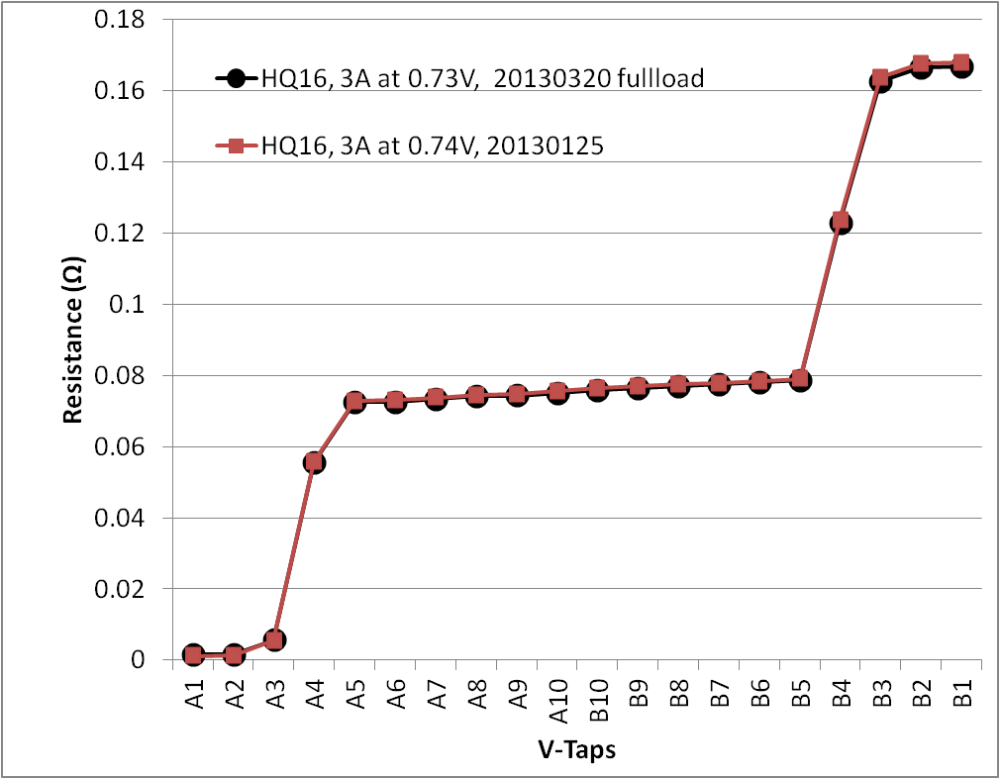 0.18
0.16
0.14
0.12
0.1
0.08
0.06
0.04
0.02
0
Resistance (Ω)
HQ16, 3A at 0.73V,  20130320 fullload
HQ16, 3A at 0.74V, 20130125
A1
A2
A3
A4
A5
A6
A7
A8
A9
A10
B10
B9
B8
B7
B6
B5
B4
B3
B2
B1
V-Taps